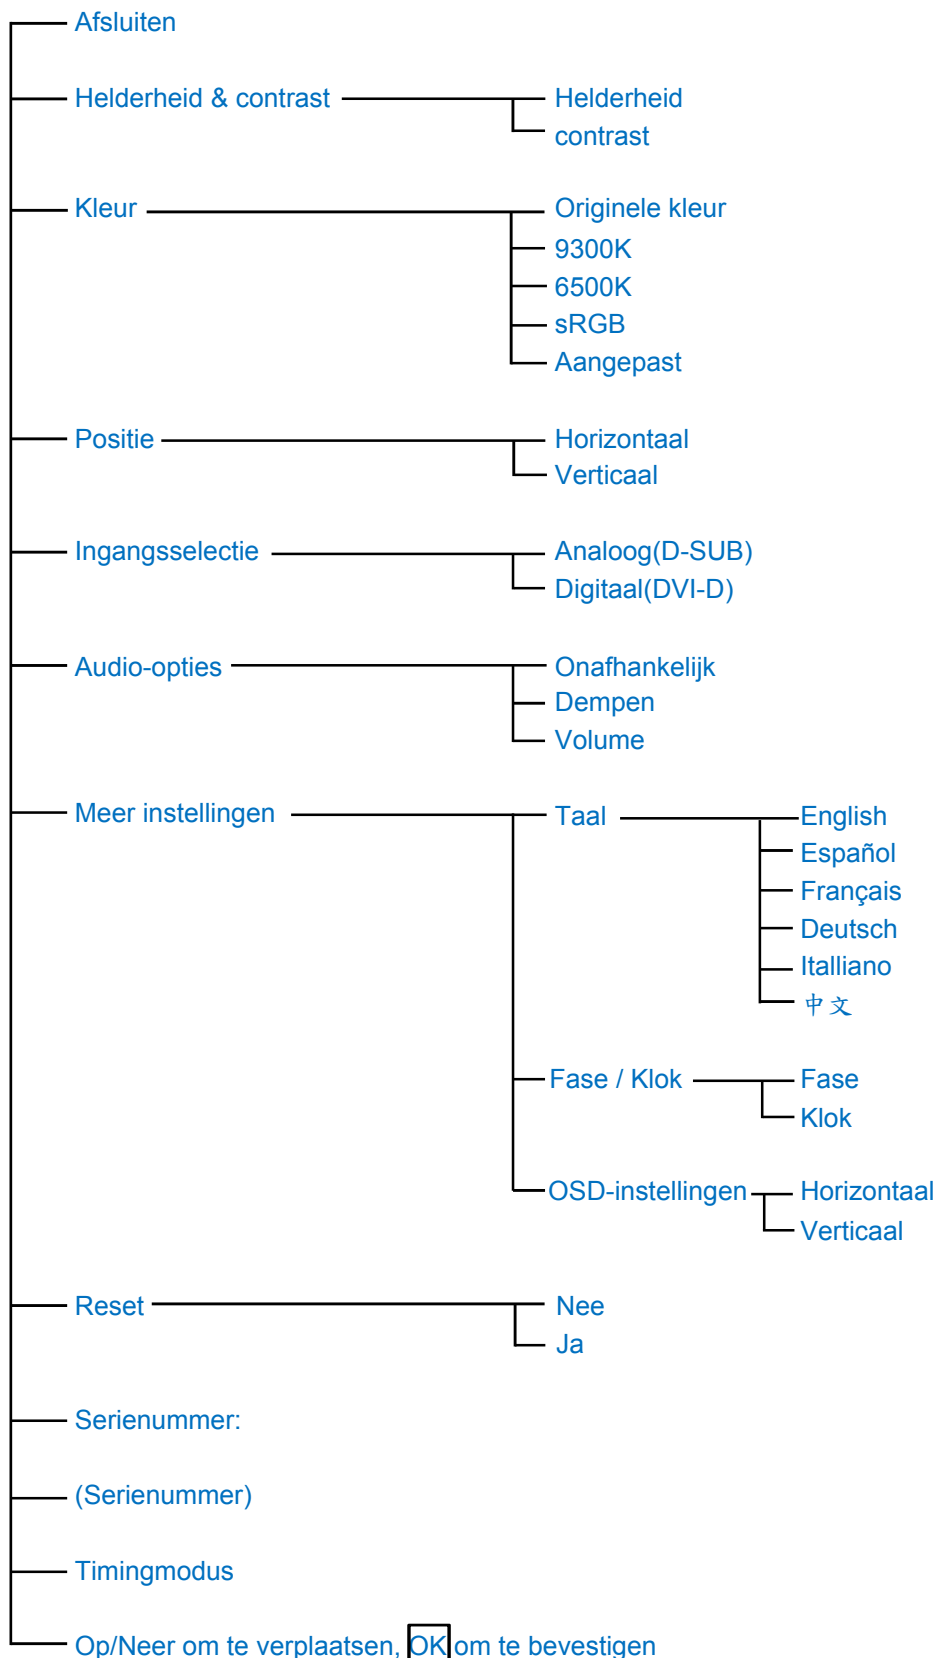 Afsluiten
Helderheid & contrast
Helderheid
contrast
Kleur
Originele kleur
9300K
6500K
sRGB
Aangepast
Positie
Horizontaal
Verticaal
Ingangsselectie
Analoog(D-SUB)
Digitaal(DVI-D)
Audio-opties
Onafhankelijk
Dempen
Volume
Meer instellingen
Taal
English
Español
Français
Deutsch
Italliano
中文
Fase / Klok
Fase
Klok
OSD-instellingen
Horizontaal
Verticaal
Reset
Nee
Ja
Serienummer:
(Serienummer)
Timingmodus
Op/Neer om te verplaatsen, OK om te bevestigen